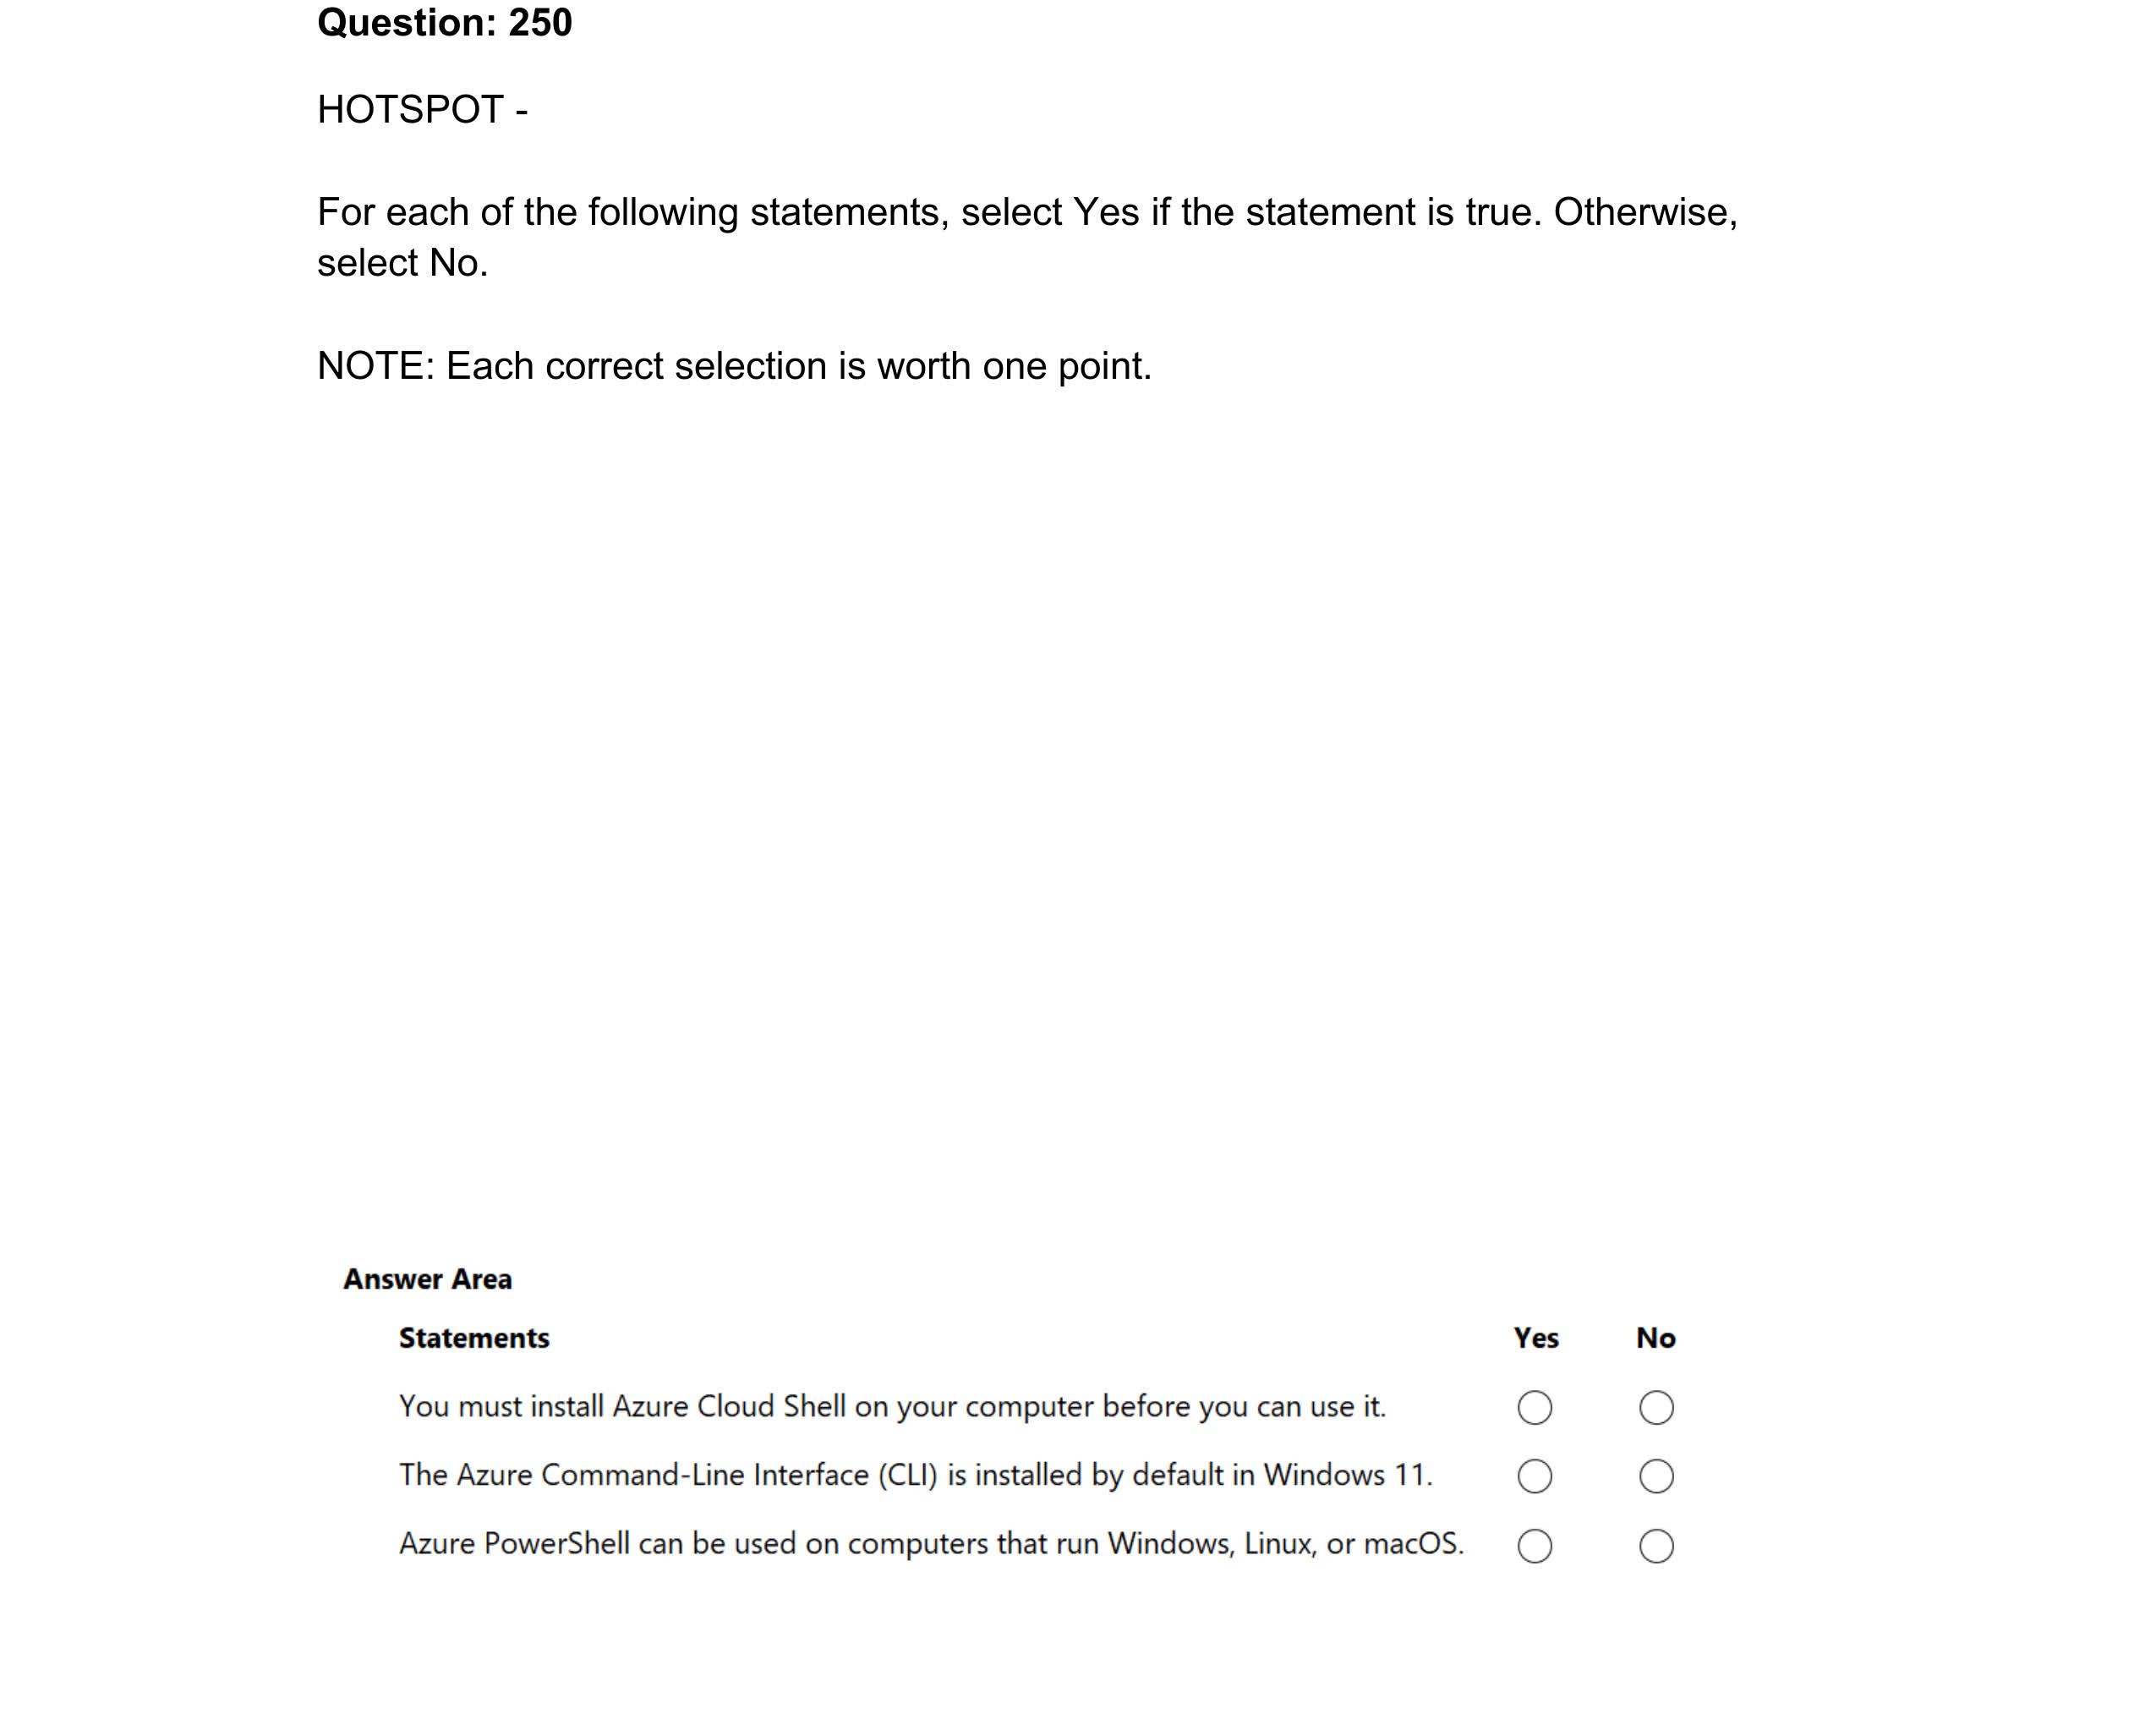 Question: 250
HOTSPOT -
For each of the following statements, select Yes if the statement is true. Otherwise,
select No.
NOTE: Each correct selection is worth one point.
Answer Area
Statements Yes No
You must install Azure Cloud Shell on your computer before you can use it.
The Azure Command-Line Interface (CLI) is installed by default in Windows 11.
Azure PowerShell can be used on computers that run Windows, Linux, or macOS.